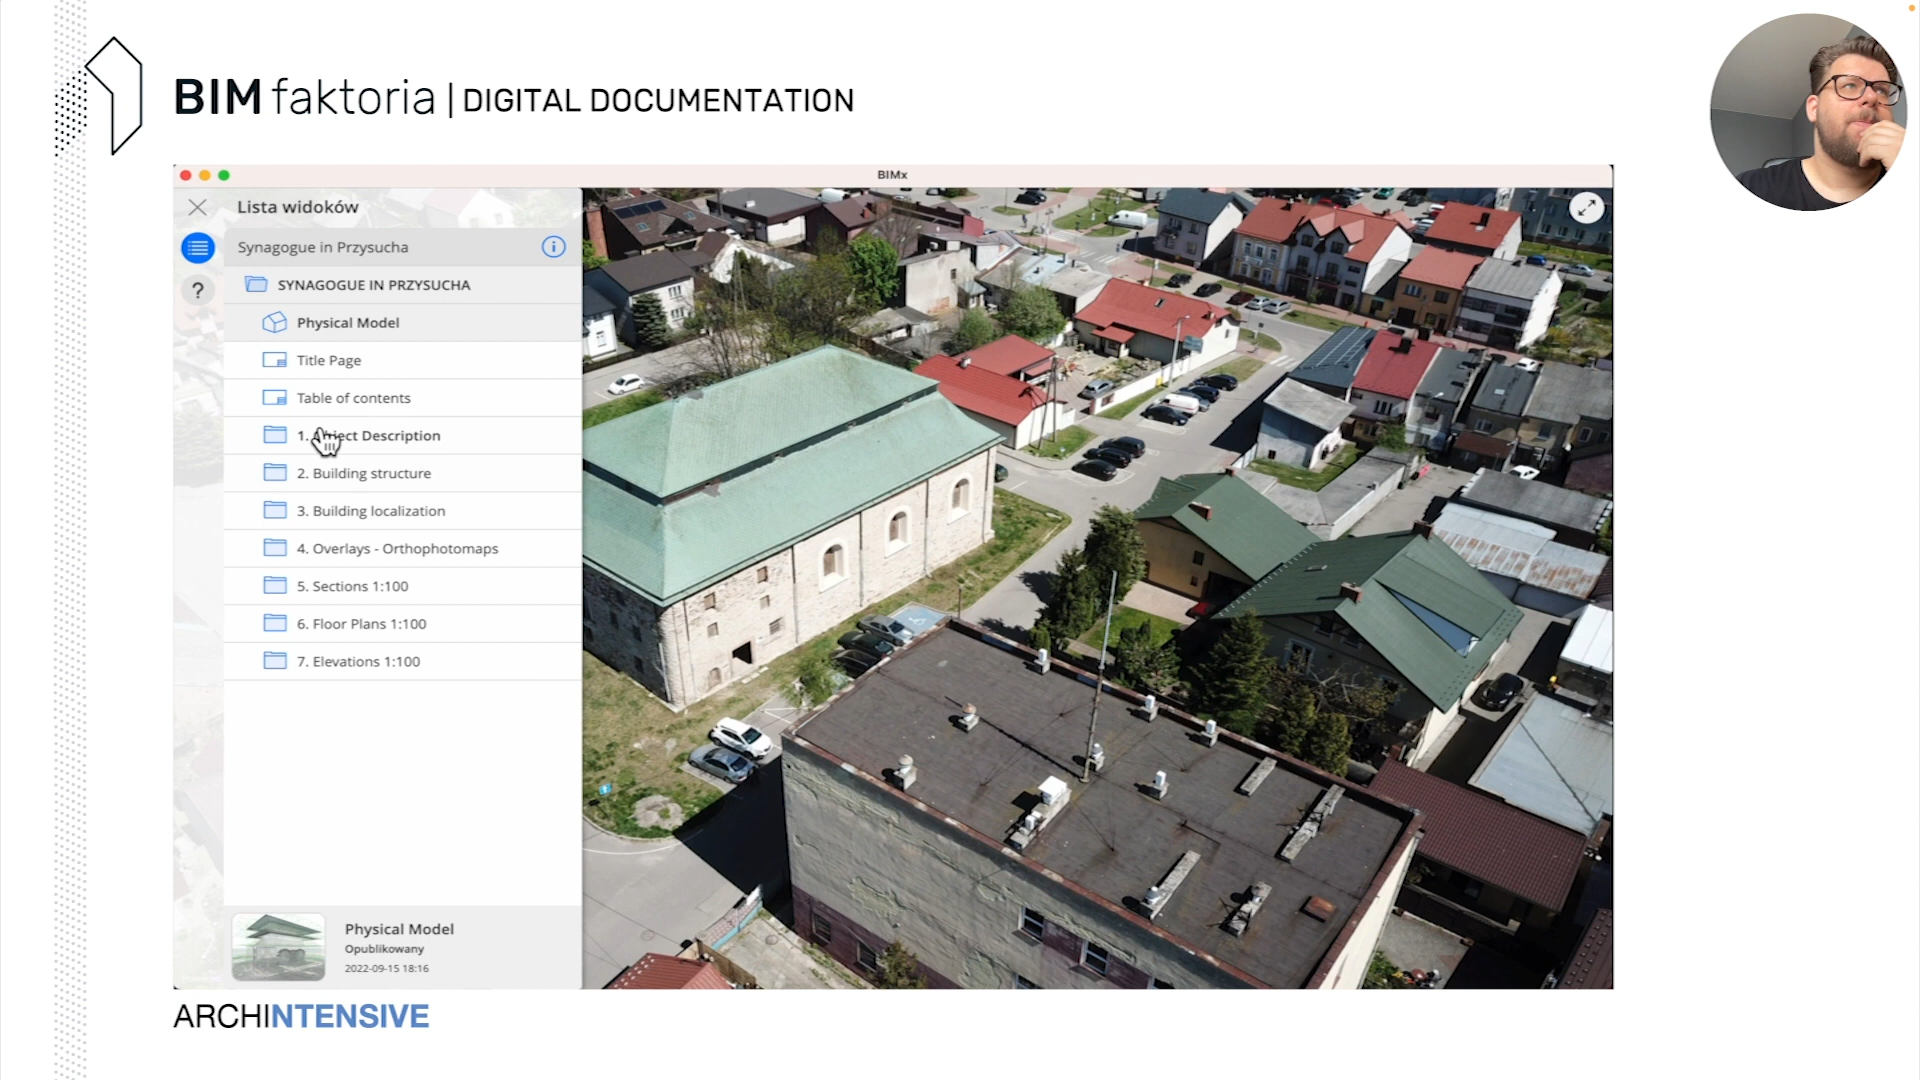 BIM faktoria | DIGITAL DOCUMENTATION
BIMx
Lista widoków
Synagogue in Przysucha
SYNAGOGUE IN PRZYSUCHA
?
Physical Model
Title Page
Table of contents
1. Object Description
2. Building structure
3. Building localization
4. Overlays - Orthophotomaps
5. Sections 1:100
6. Floor Plans 1:100
7. Elevations 1:100
Physical Model
Opublikowany
2022-09-15 18:16
ARCHINTENSIVE